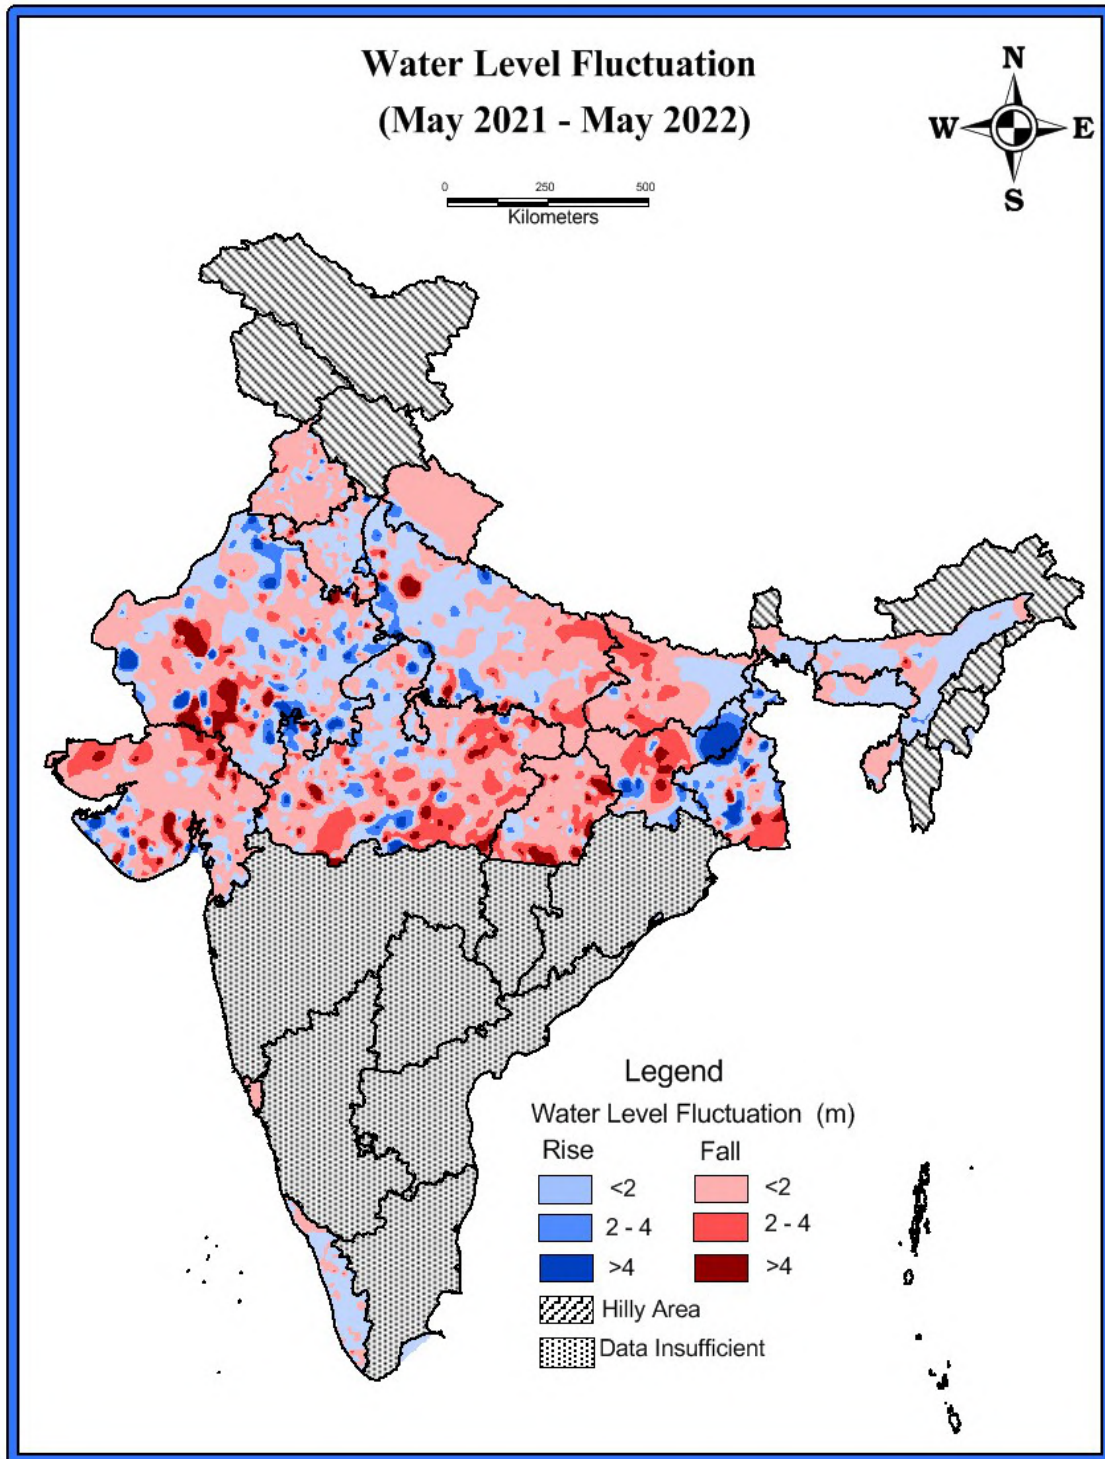 Water Level Fluctuation
(May 2021 - May 2022)
N
W E
S
0 250 500
Kilometers
Legend
Water Level Fluctuation (m)
Rise Fall
<2 <2
2 - 4 2 - 4
>4 >4
Hilly Area
Data Insufficient